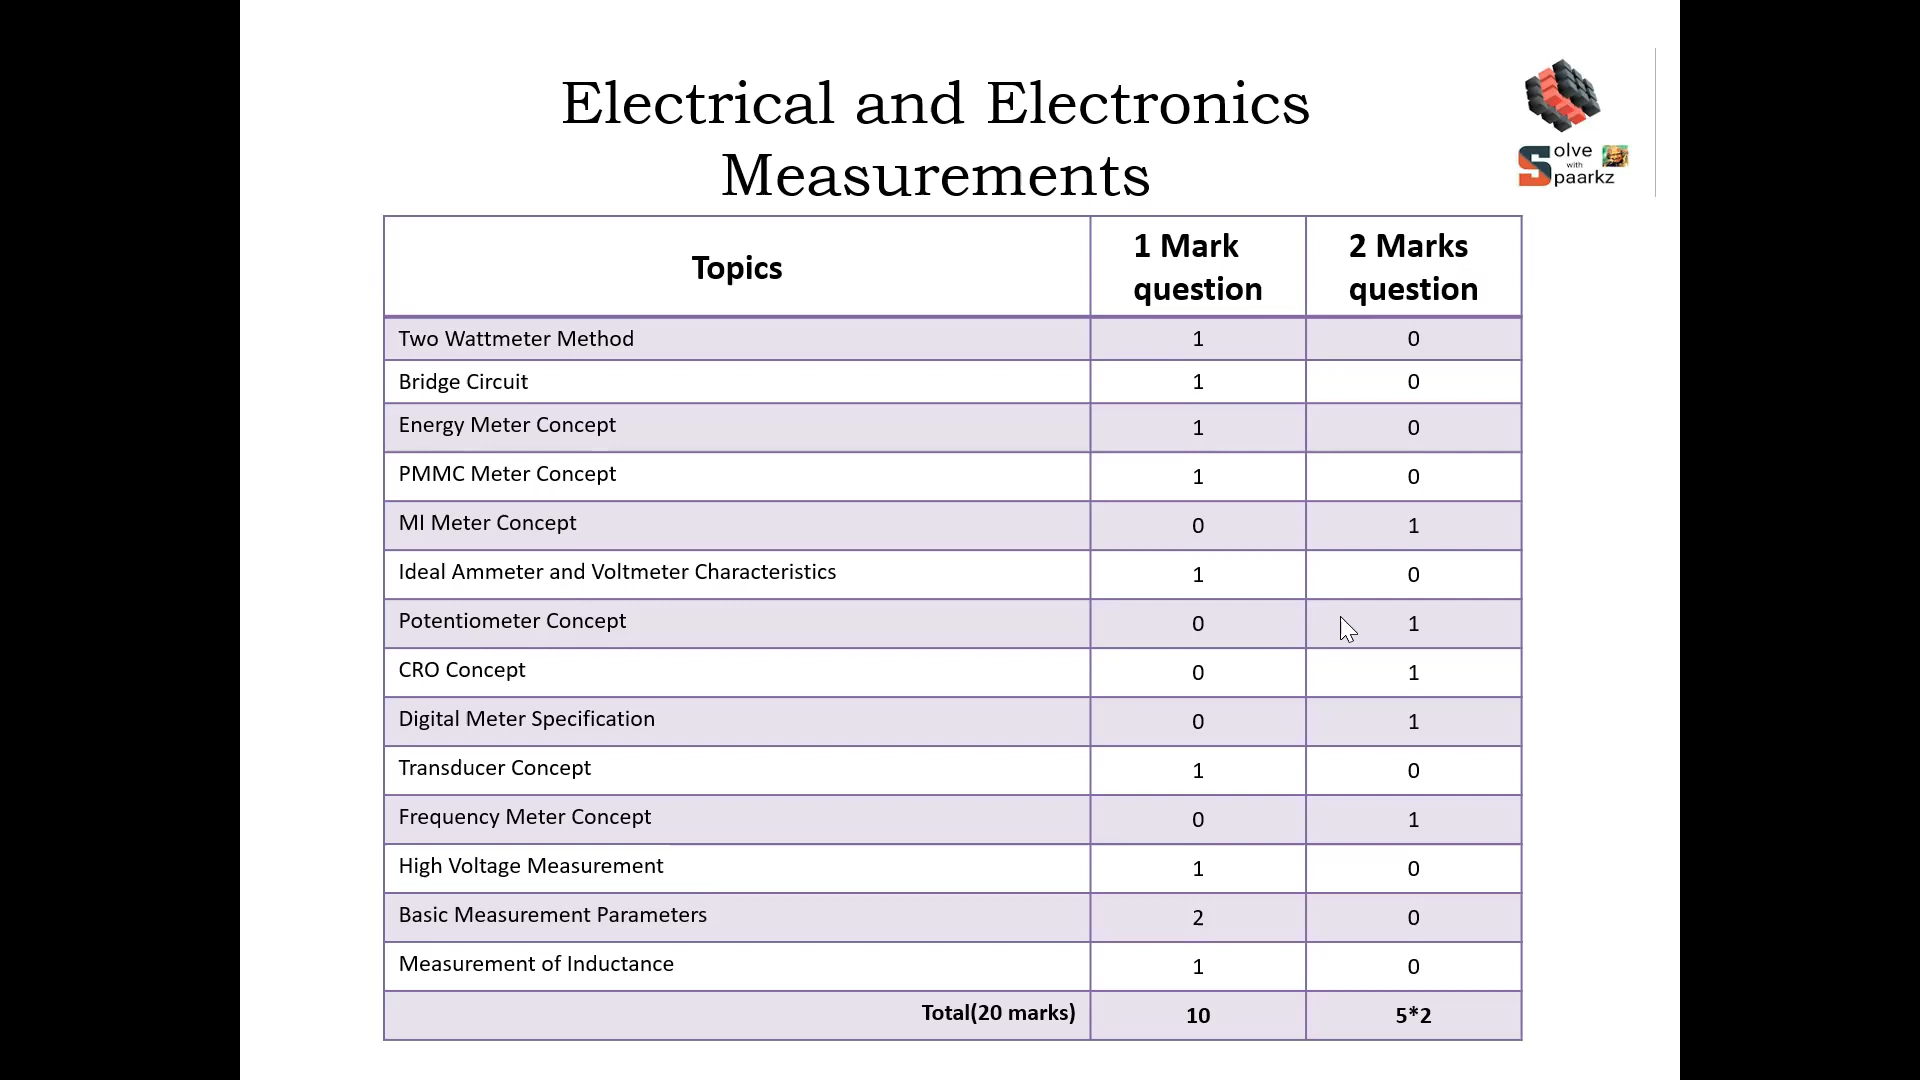 Electrical and Electronics
Measurements
Solve
with
Spaarkz
Topics
1 Mark
question
2 Marks
question
Two Wattmeter Method 1 0
Bridge Circuit 1 0
Energy Meter Concept 1 0
PMMC Meter Concept 1 0
MI Meter Concept 0 1
Ideal Ammeter and Voltmeter Characteristics 1 0
Potentiometer Concept 0 1
CRO Concept 0 1
Digital Meter Specification 0 1
Transducer Concept 1 0
Frequency Meter Concept 0 1
High Voltage Measurement 1 0
Basic Measurement Parameters 2 0
Measurement of Inductance 1 0
Total(20 marks) 10 5*2